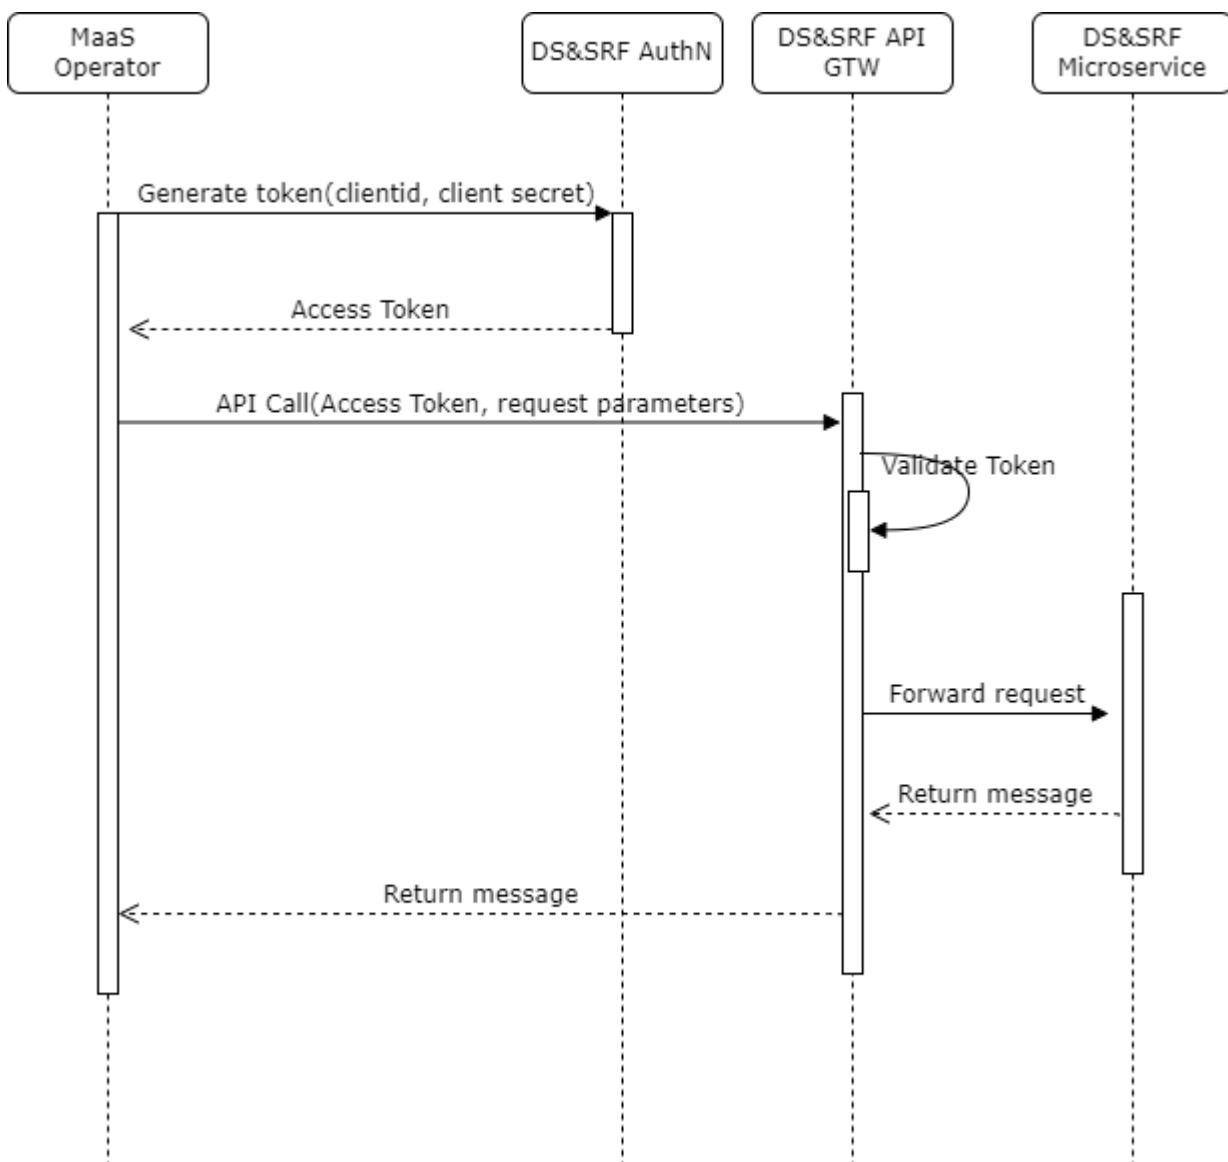 MaaS
Operator
DS&SRF AuthN
DS&SRF API
GTW
DS&SRF
Microservice
Generate token(clientid, client secret)
Access Token
API Call(Access Token, request parameters)
Validate Token
Forward request
Return message
Return message